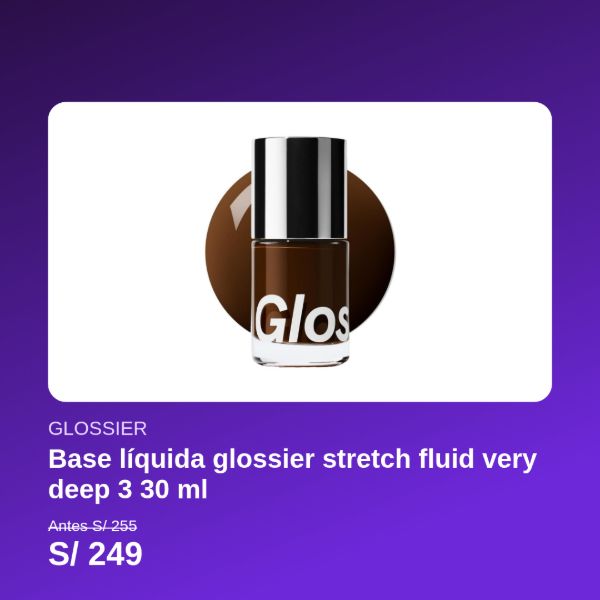 Glos
GLOSSIER
Base líquida glossier stretch fluid very
deep 3 30 ml
Antes S/ 255
S/ 249